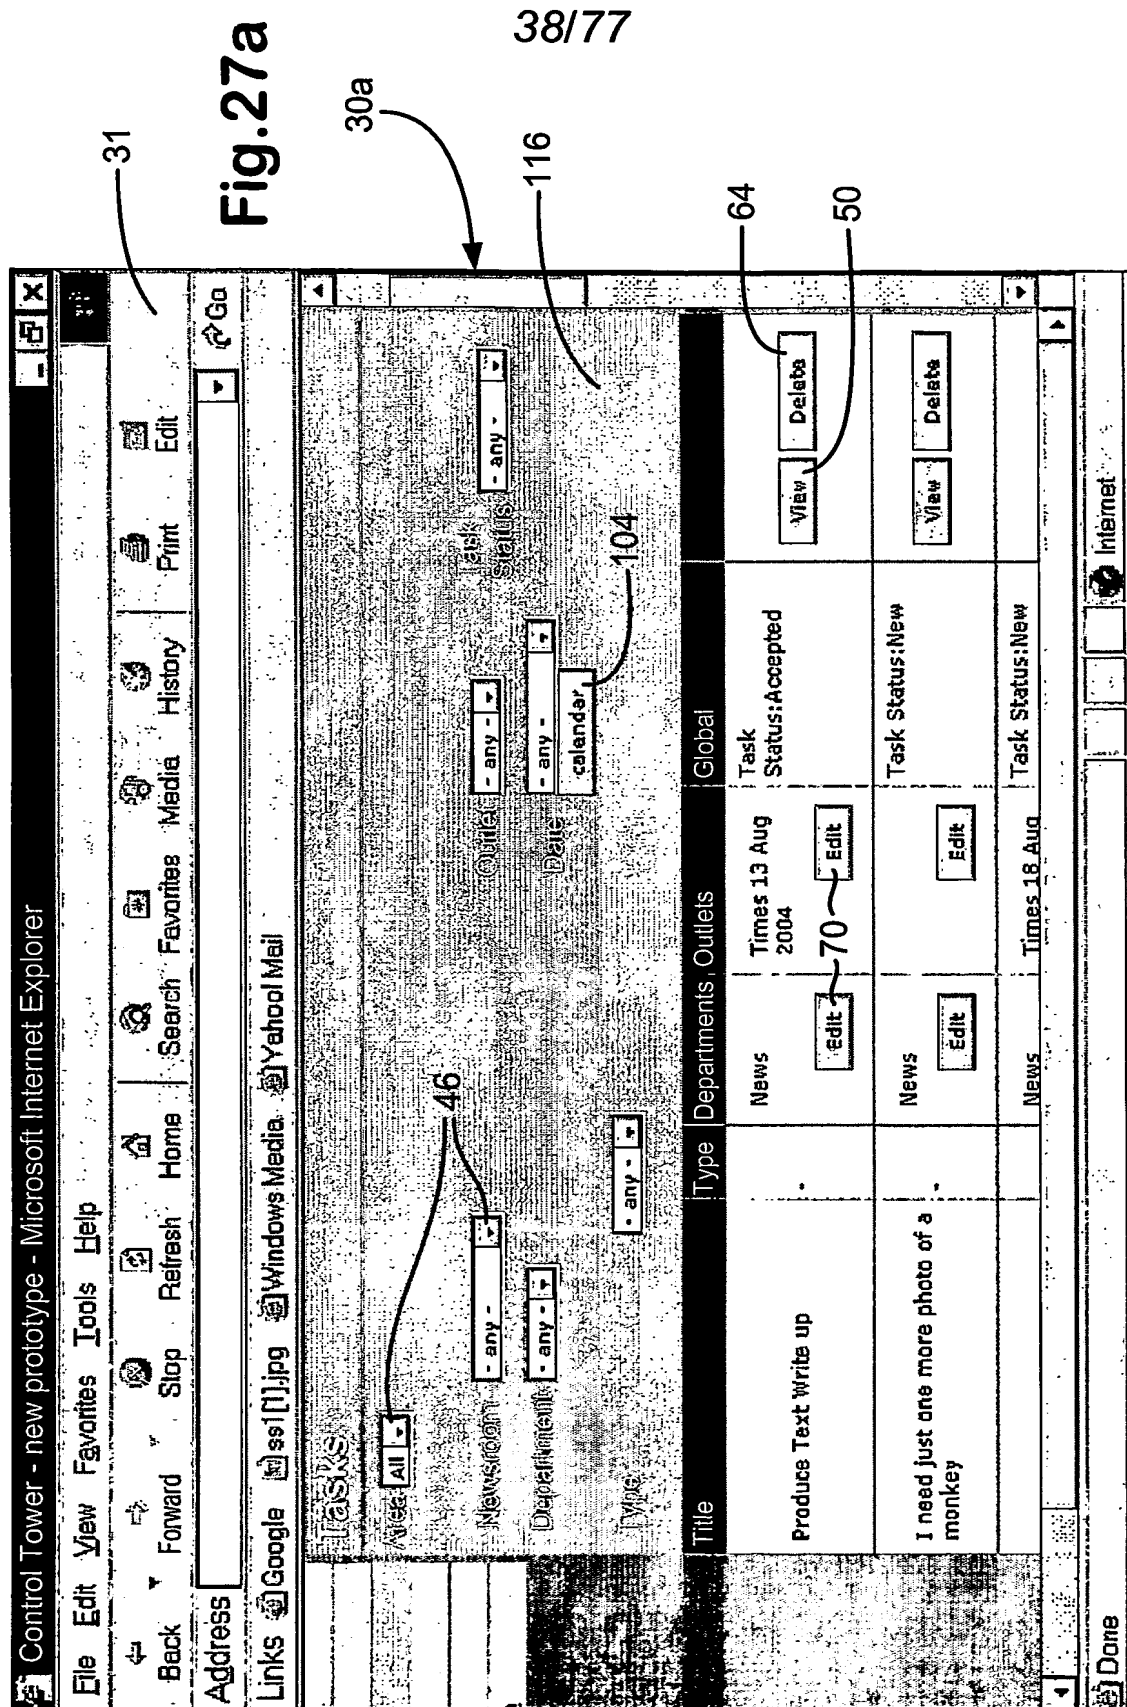 38/77
Fig.27a
Control Tower - new prototype - Microsoft Internet Explorer
File Edit View Favorites Tools Help
31
Back Forward Stop Refresh Home Search Favorites Media History Print Edit
Address Go
Links Google ss1[1].jpg Windows Media Yahoo! Mail
30a
Tasks
Area All
46
Newsroom - any - Outlet - any - Task Status - any -
Department - any - Date - any -
calendar
104
116
Type - any -
Title Type Departments, Outlets Global
Produce Text Write up - News Edit Times 13 Aug 2004 Edit Task Status:Accepted View Delete
70
64
50
I need just one more photo of a monkey - News Edit Edit Task Status:New View Delete
News Times 18 Aug Task Status:New
Done Internet